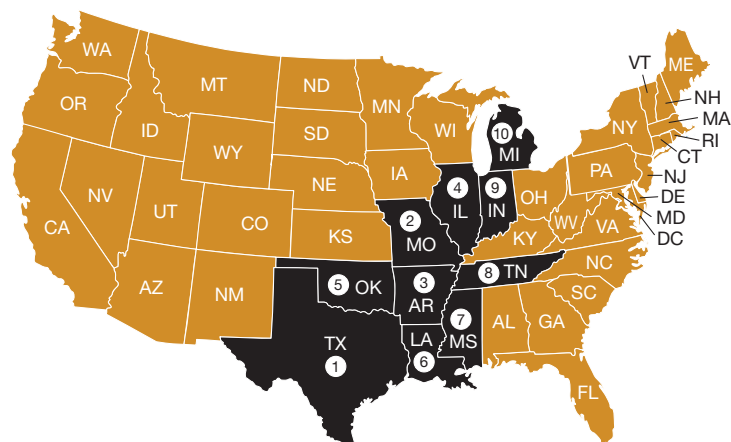 WA
MT
ND
MN
VT
ME
OR
ID
SD
WI
10
MI
NY
NH
MA
RI
CT
WY
IA
PA
NJ
NV
NE
4
IL
9
IN
OH
DE
MD
DC
CA
UT
CO
KS
2
MO
WV
VA
KY
AZ
NM
5
OK
3
AR
8
TN
NC
SC
TX
1
LA
6
7
MS
AL
GA
FL